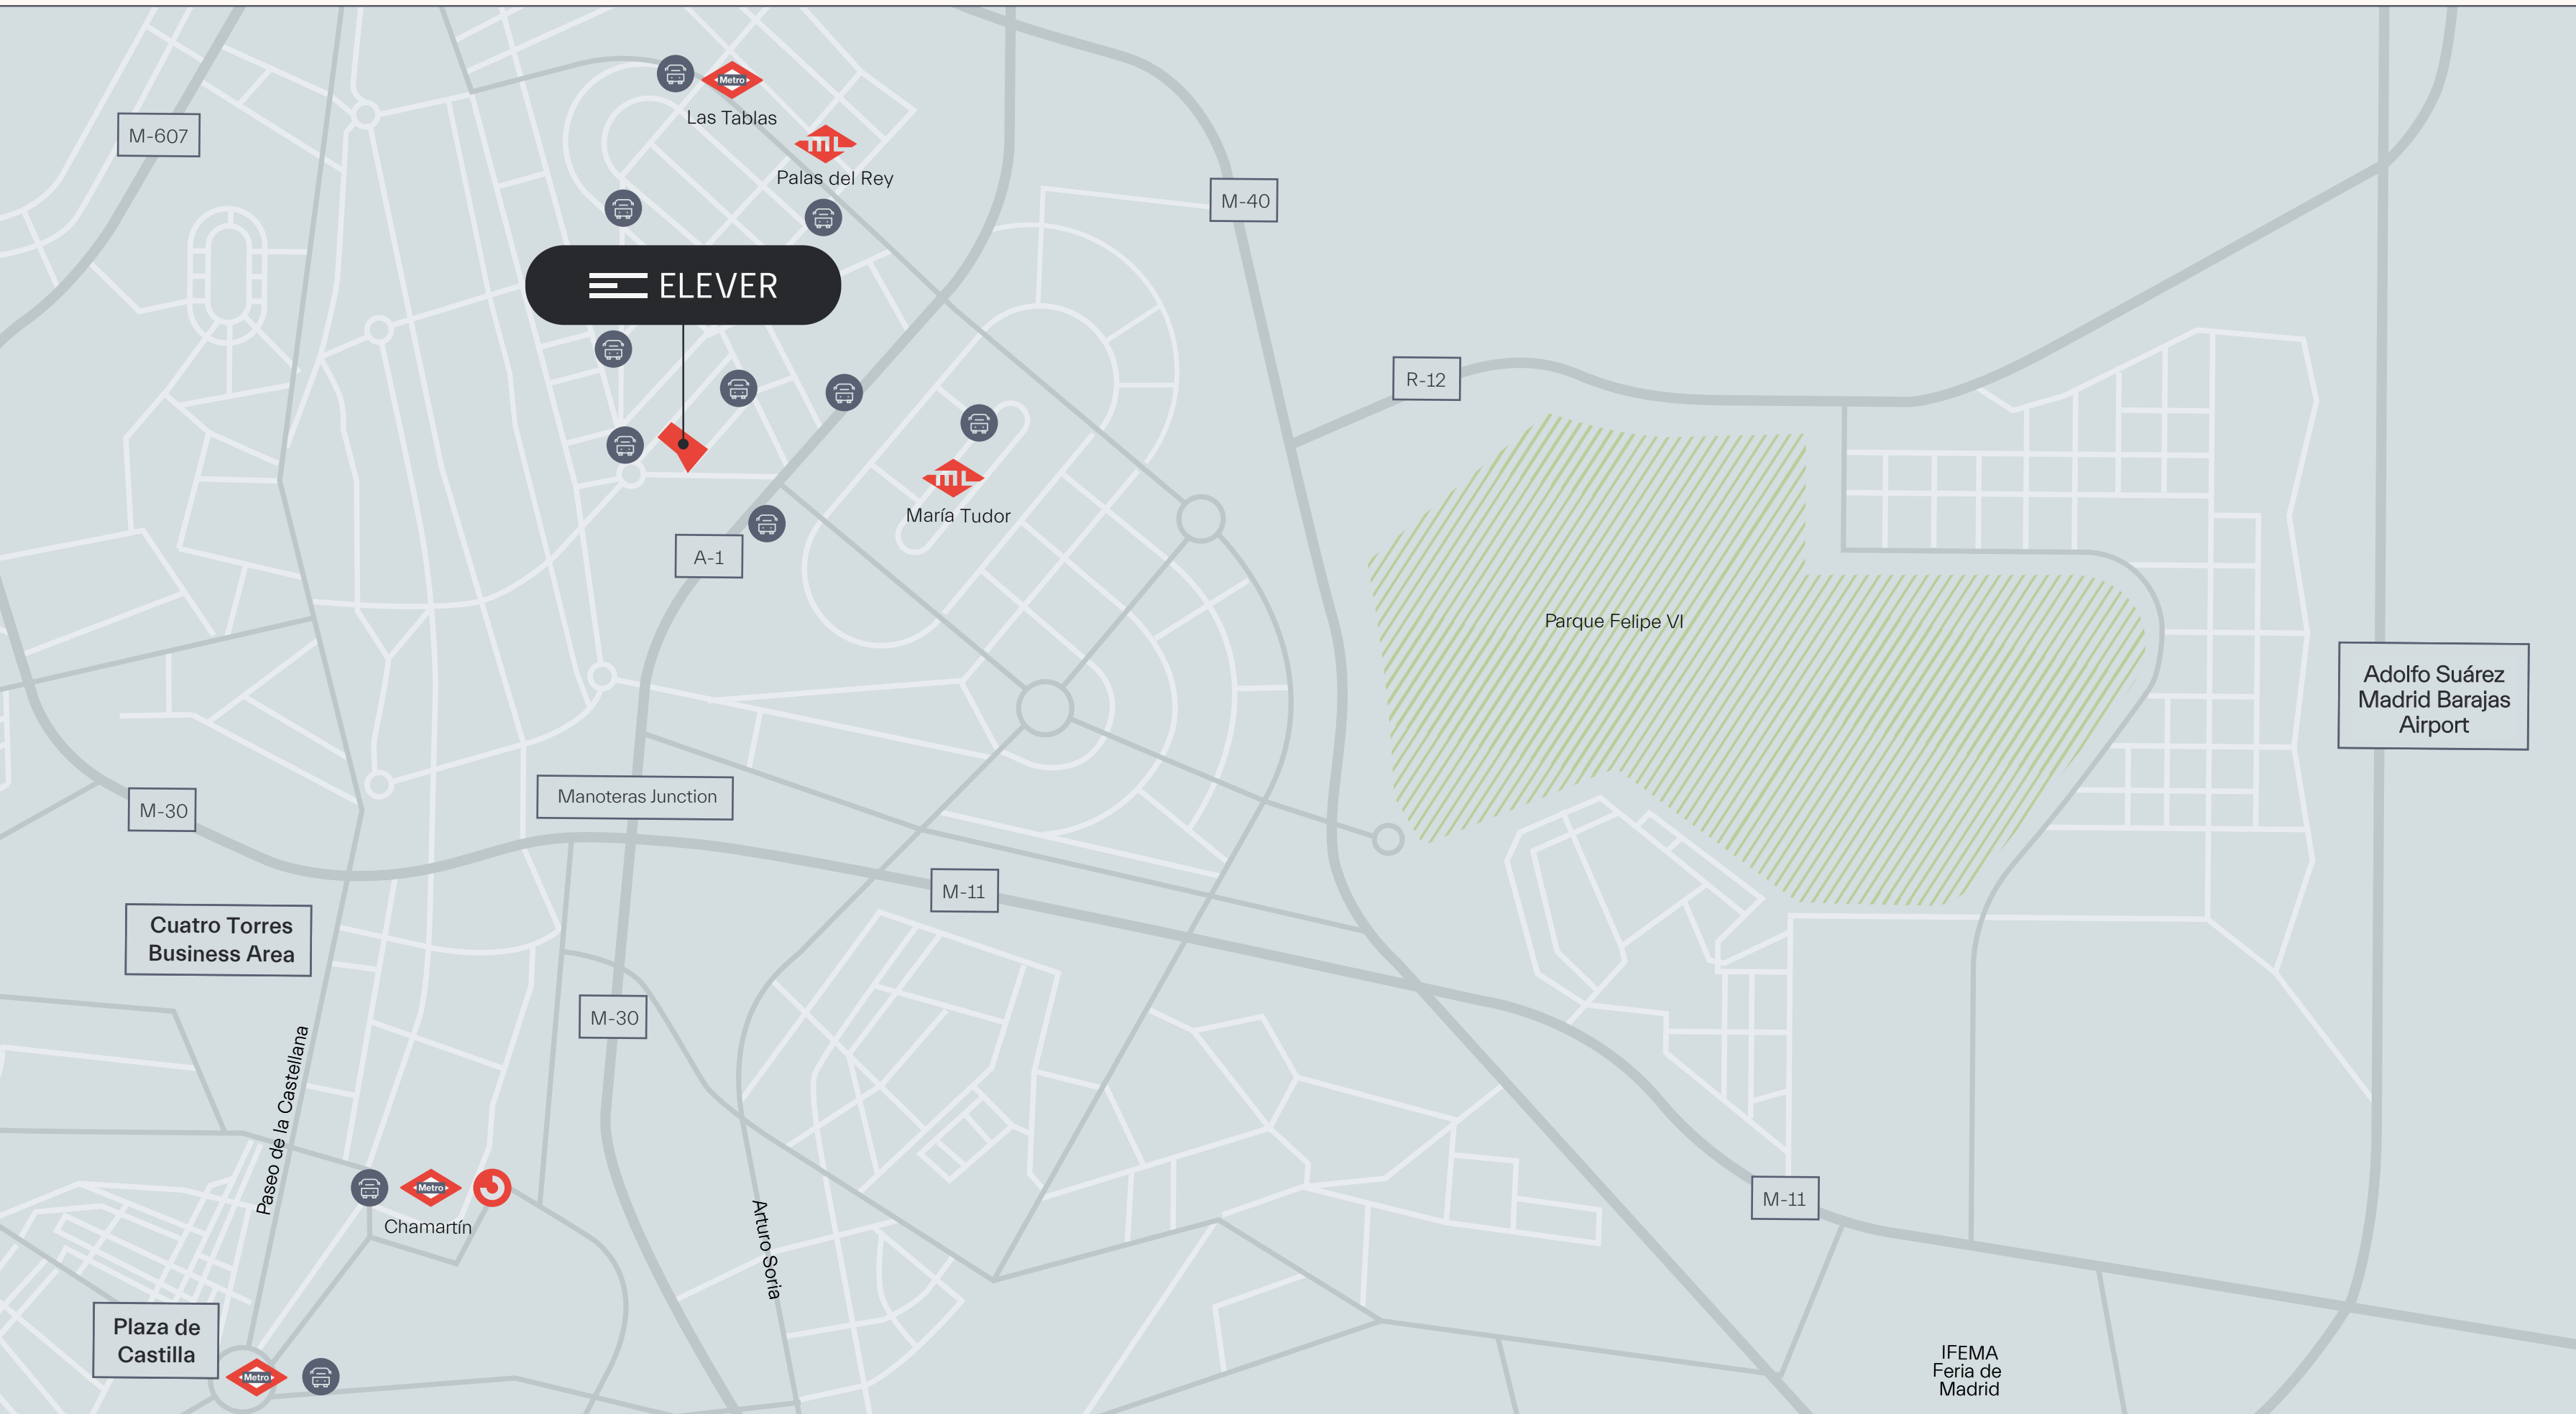 Metro
Las Tablas
M-607
ML
Palas del Rey
M-40
ELEVER
R-12
ML
María Tudor
A-1
Parque Felipe VI
Adolfo Suárez
Madrid Barajas
Airport
Manoteras Junction
M-30
M-11
Cuatro Torres
Business Area
M-30
Paseo de la Castellana
Metro
Chamartín
Arturo Soria
M-11
Plaza de
Castilla
Metro
IFEMA
Feria de
Madrid